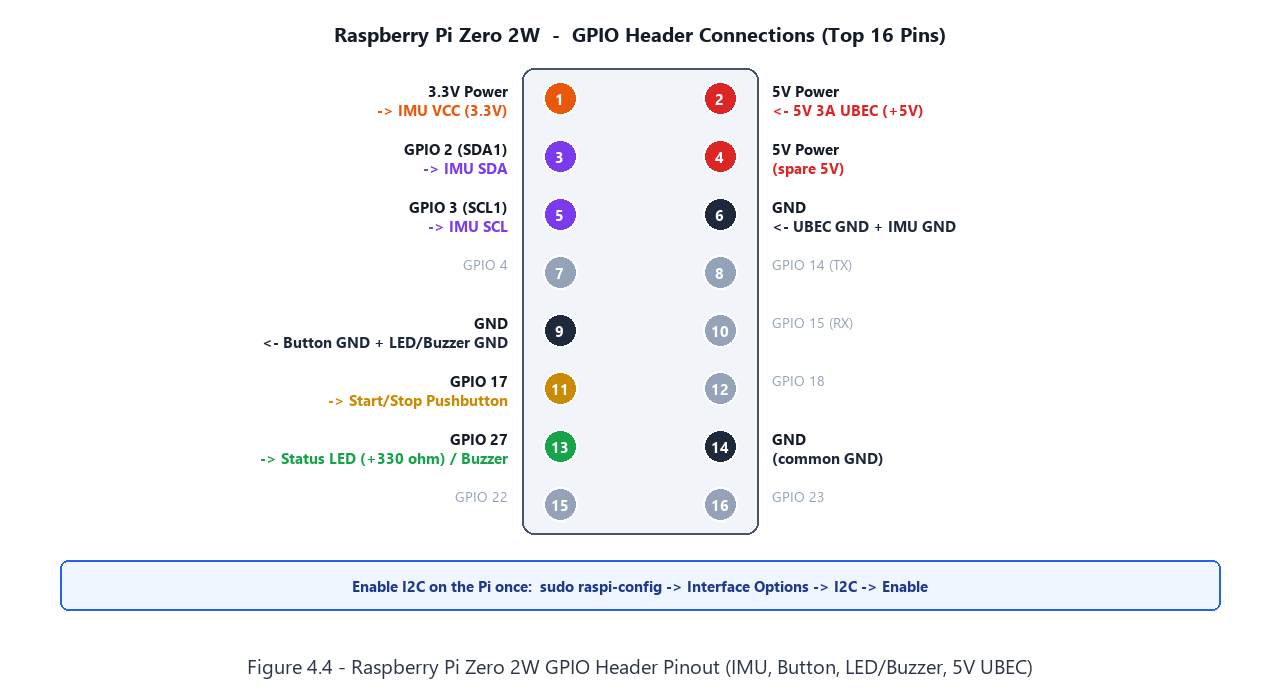 Raspberry Pi Zero 2W - GPIO Header Connections (Top 16 Pins)
3.3V Power
-> IMU VCC (3.3V)
1
2
5V Power
<- 5V 3A UBEC (+5V)
GPIO 2 (SDA1)
-> IMU SDA
3
4
5V Power
(spare 5V)
GPIO 3 (SCL1)
-> IMU SCL
5
6
GND
<- UBEC GND + IMU GND
GPIO 4
7
8
GPIO 14 (TX)
GND
<- Button GND + LED/Buzzer GND
9
10
GPIO 15 (RX)
GPIO 17
-> Start/Stop Pushbutton
11
12
GPIO 18
GPIO 27
-> Status LED (+330 ohm) / Buzzer
13
14
GND
(common GND)
GPIO 22
15
16
GPIO 23
Enable I2C on the Pi once: sudo raspi-config -> Interface Options -> I2C -> Enable
Figure 4.4 - Raspberry Pi Zero 2W GPIO Header Pinout (IMU, Button, LED/Buzzer, 5V UBEC)